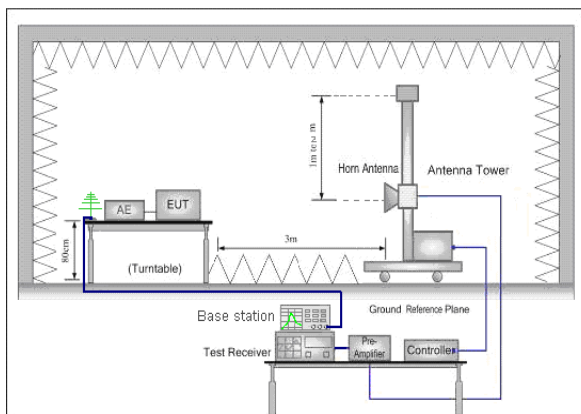 1m to 4 m
Horn Antenna
Antenna Tower
AE
EUT
80cm
(Turntable)
3m
Ground Reference Plane
Base station
Test Receiver
Pre-
Amplifier
Controller